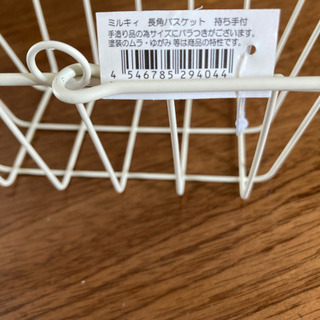 ミルキィ　長角バスケット　持ち手付
手造り品の為サイズにバラつきがございます。
塗装のムラ・ゆがみ等は商品の特性です。
4 546785 294044